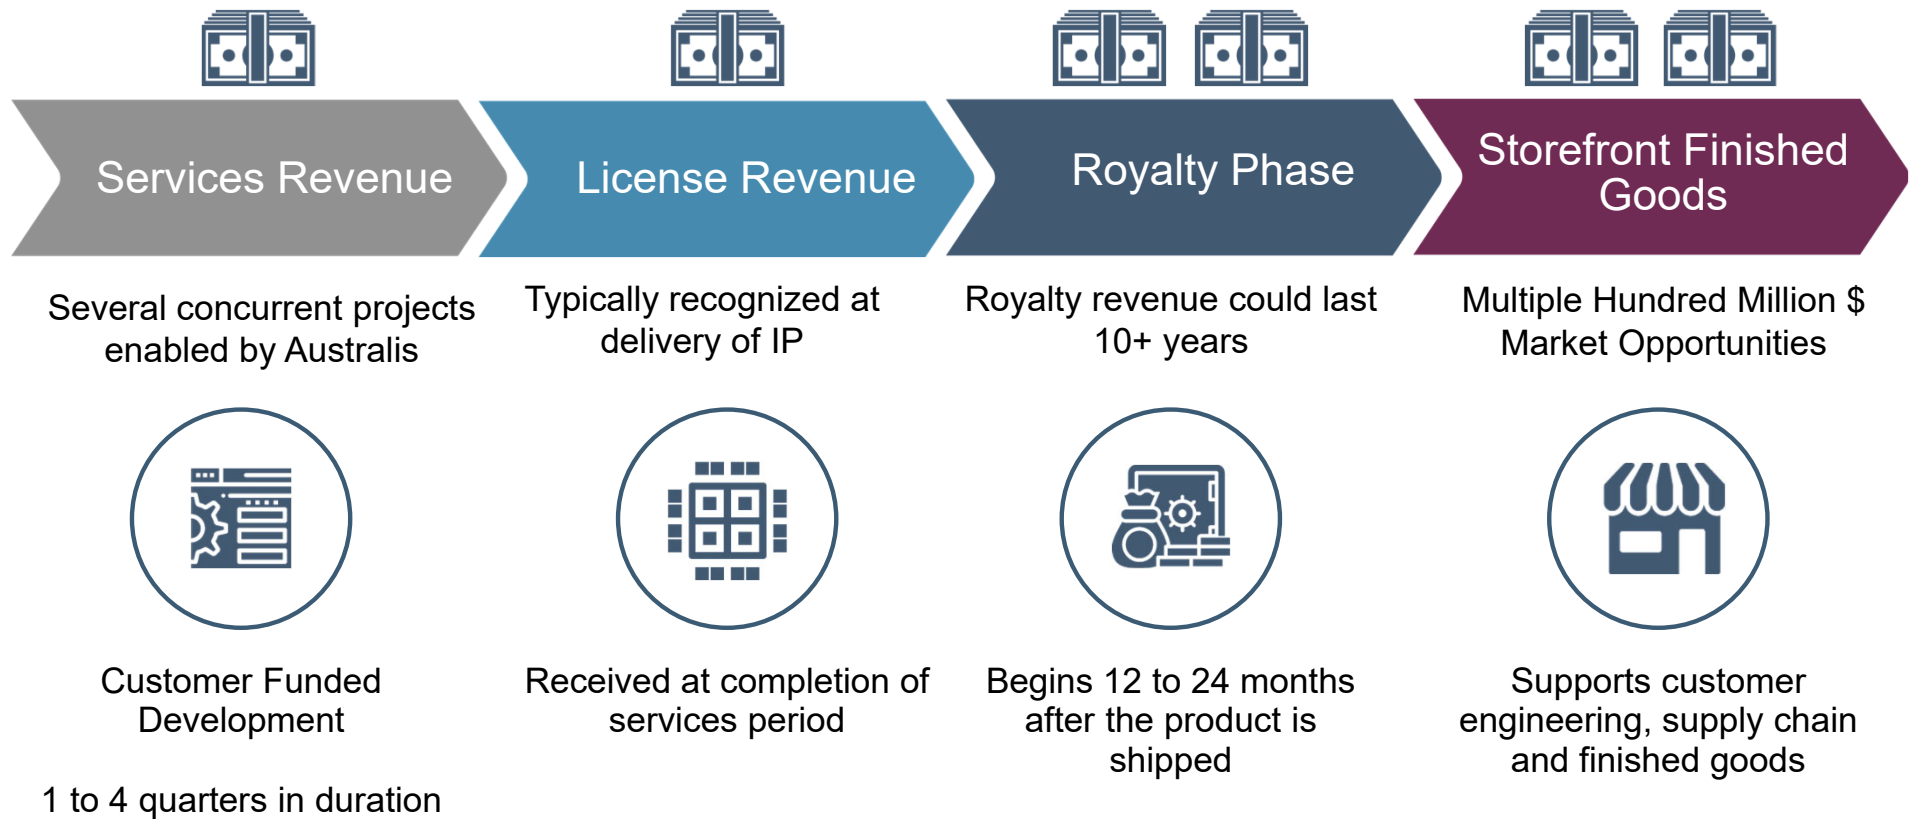 Services Revenue
License Revenue
Royalty Phase
Storefront Finished
Goods
Several concurrent projects
enabled by Australis
Typically recognized at
delivery of IP
Royalty revenue could last
10+ years
Multiple Hundred Million $
Market Opportunities
Customer Funded
Development
1 to 4 quarters in duration
Received at completion of
services period
Begins 12 to 24 months
after the product is
shipped
Supports customer
engineering, supply chain
and finished goods